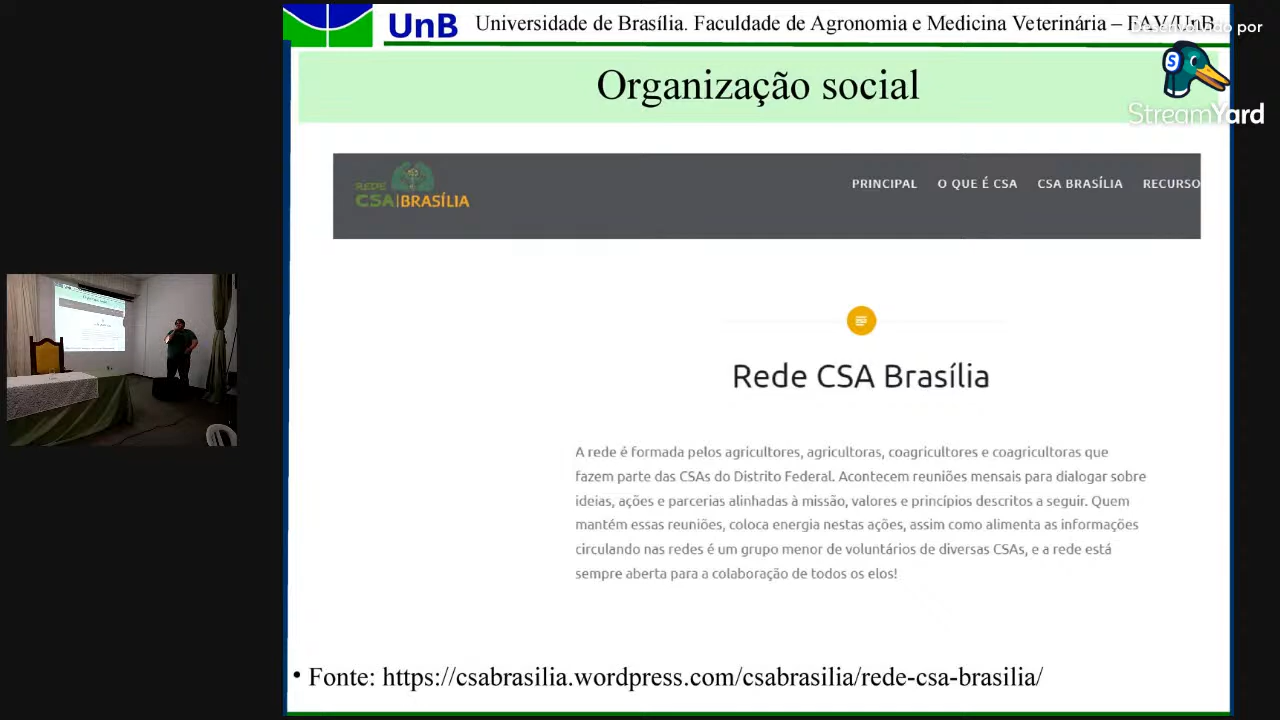 UnB Universidade de Brasília. Faculdade de Agronomia e Medicina Veterinária – FAV/UnB
Desenvolvido por
S
StreamYard
Organização social
REDE
CSA|BRASÍLIA
PRINCIPAL O QUE É CSA CSA BRASÍLIA RECURSO
Rede CSA Brasília
A rede é formada pelos agricultores, agricultoras, coagricultores e coagricultoras que
fazem parte das CSAs do Distrito Federal. Acontecem reuniões mensais para dialogar sobre
ideias, ações e parcerias alinhadas à missão, valores e princípios descritos a seguir. Quem
mantém essas reuniões, coloca energia nestas ações, assim como alimenta as informações
circulando nas redes é um grupo menor de voluntários de diversas CSAs, e a rede está
sempre aberta para a colaboração de todos os elos!
• Fonte: https://csabrasilia.wordpress.com/csabrasilia/rede-csa-brasilia/